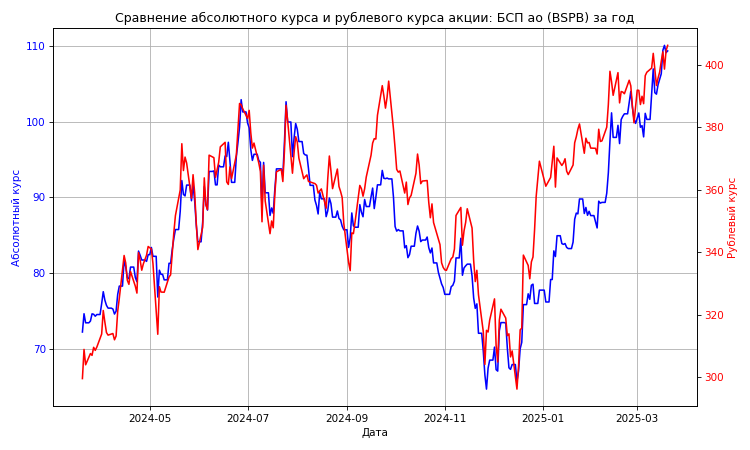 Сравнение абсолютного курса и рублевого курса акции: БСП ао (BSPB) за год
Абсолютный курс
110
100
90
80
70
400
380
360
340
320
300
Рублевый курс
2024-05 2024-07 2024-09 2024-11 2025-01 2025-03
Дата